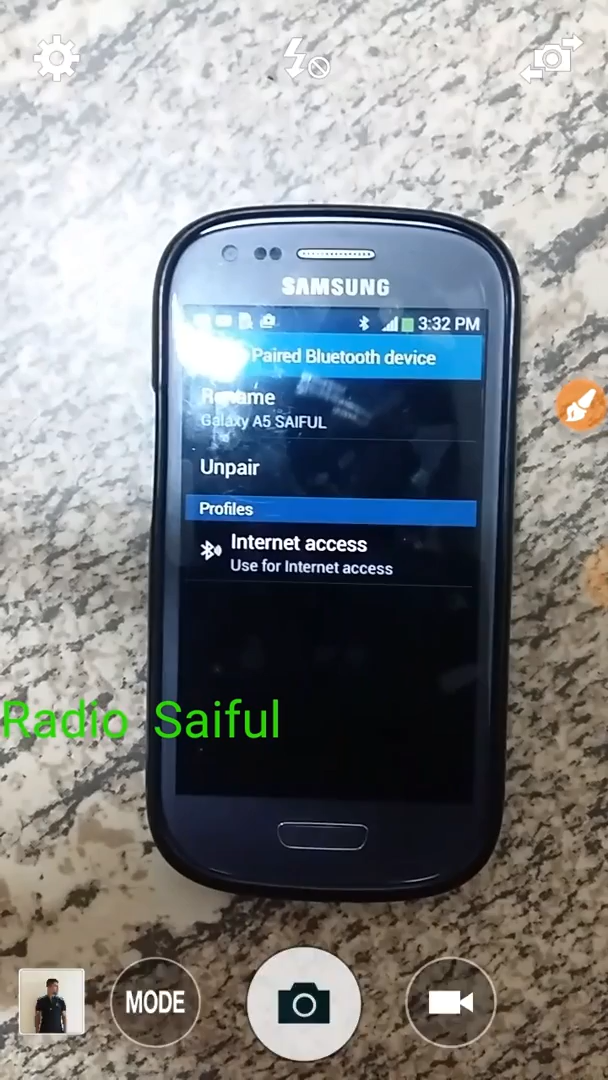 SAMSUNG
3:32 PM
Paired Bluetooth device
Rename
Galaxy A5 SAIFUL
Unpair
Profiles
Internet access
Use for Internet access
Radio Saiful
MODE